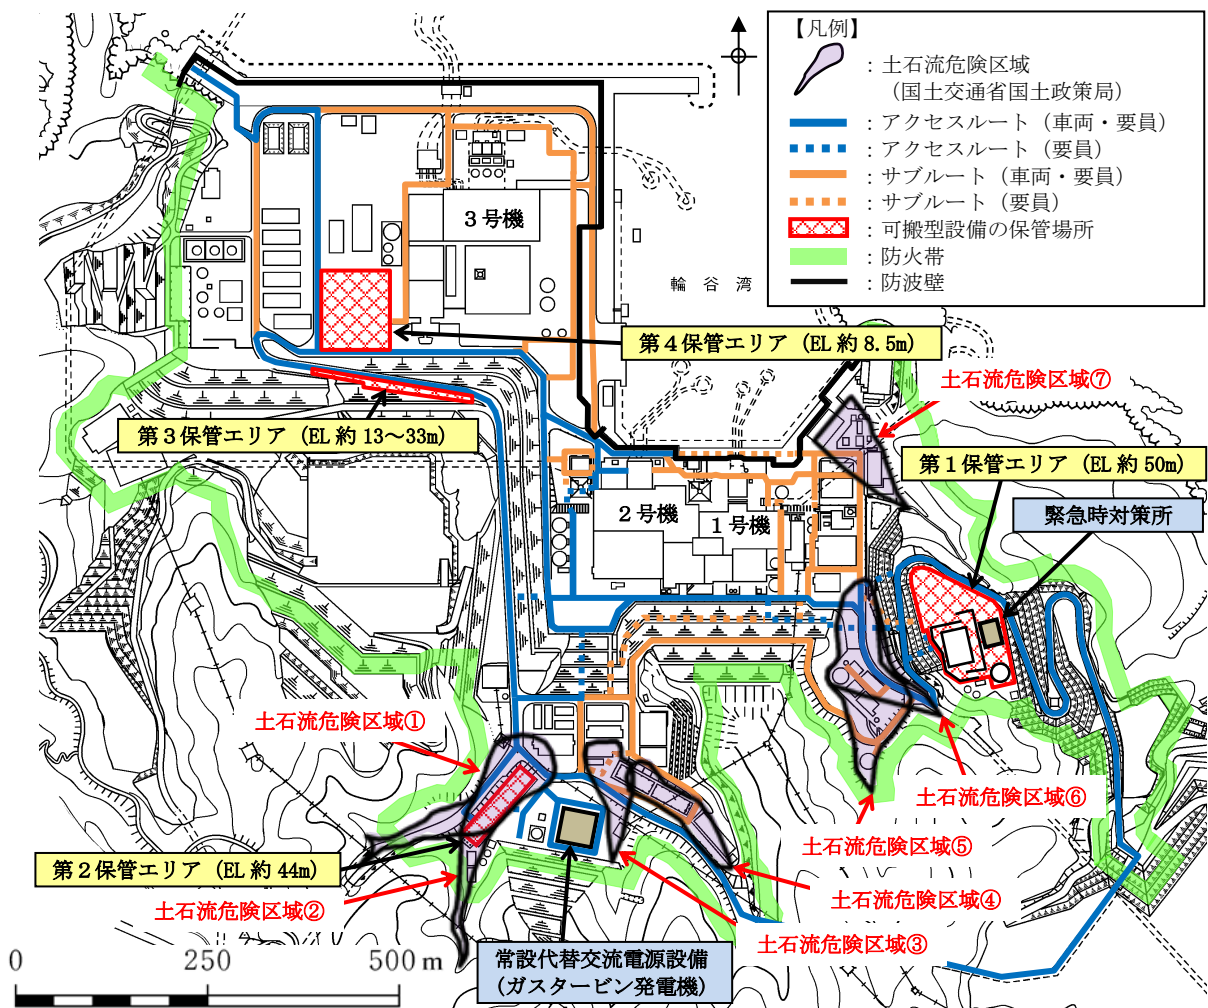 【凡例】
：土石流危険区域
（国土交通省国土政策局）
：アクセスルート（車両・要員）
：アクセスルート（要員）
：サブルート（車両・要員）
：サブルート（要員）
：可搬型設備の保管場所
：防火帯
：防波壁
3号機
輪谷湾
第4保管エリア（EL 約 8.5m）
土石流危険区域⑦
第3保管エリア（EL 約 13～33m）
第1保管エリア（EL 約 50m）
緊急時対策所
2号機
1号機
土石流危険区域①
土石流危険区域⑥
土石流危険区域⑤
第2保管エリア（EL 約 44m）
土石流危険区域④
土石流危険区域②
土石流危険区域③
常設代替交流電源設備
（ガスタービン発電機）
0 250 500 m